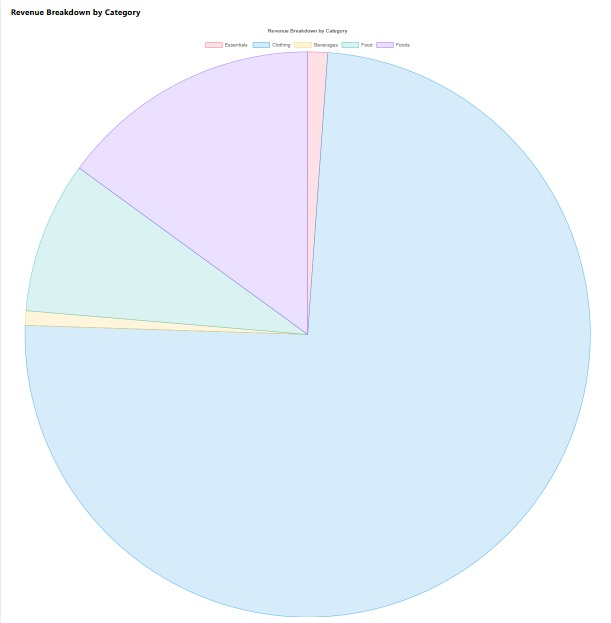 Revenue Breakdown by Category
Revenue Breakdown by Category
Essentials Clothing Beverages Food Foods